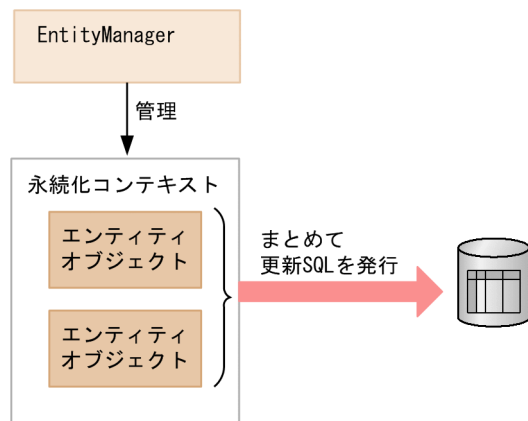 EntityManager
管理
永続化コンテキスト
エンティティ
オブジェクト
まとめて
更新SQLを発行
エンティティ
オブジェクト